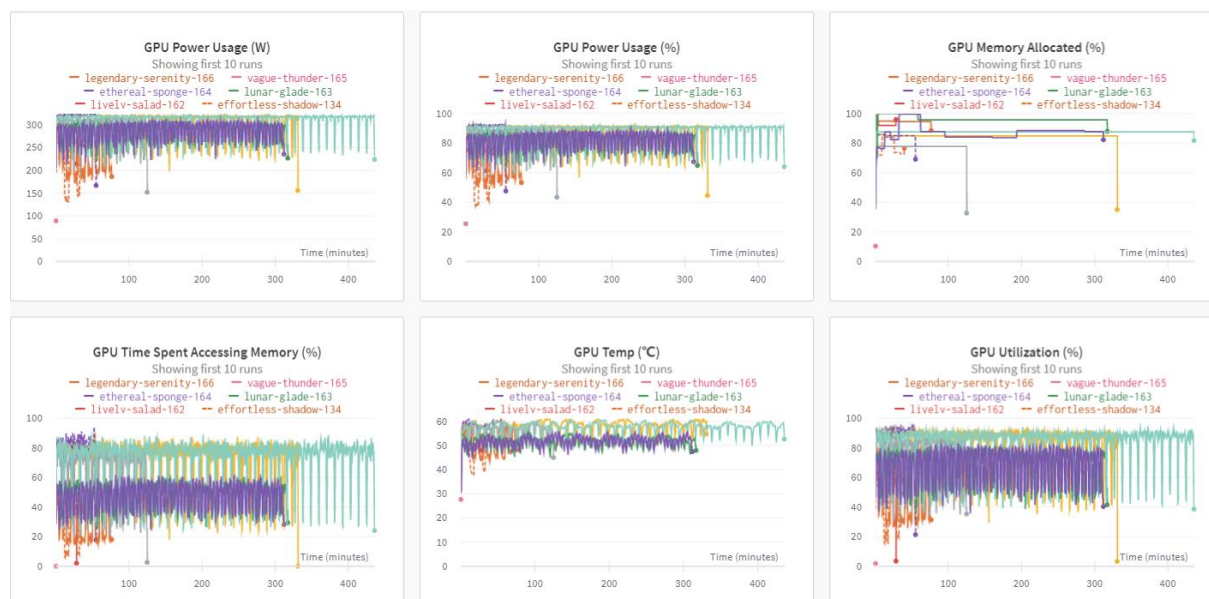 GPU Power Usage (W)
Showing first 10 runs
legendary-serenity-166 vague-thunder-165
ethereal-sponge-164 lunar-glade-163
lively-salad-162 effortless-shadow-134
300
250
200
150
100
50
0
Time (minutes)
100 200 300 400
GPU Power Usage (%)
Showing first 10 runs
legendary-serenity-166 vague-thunder-165
ethereal-sponge-164 lunar-glade-163
lively-salad-162 effortless-shadow-134
100
80
60
40
20
0
Time (minutes)
100 200 300 400
GPU Memory Allocated (%)
Showing first 10 runs
legendary-serenity-166 vague-thunder-165
ethereal-sponge-164 lunar-glade-163
lively-salad-162 effortless-shadow-134
100
80
60
40
20
0
Time (minutes)
100 200 300 400
GPU Time Spent Accessing Memory (%)
Showing first 10 runs
legendary-serenity-166 vague-thunder-165
ethereal-sponge-164 lunar-glade-163
lively-salad-162 effortless-shadow-134
100
80
60
40
20
0
Time (minutes)
100 200 300 400
GPU Temp (℃)
Showing first 10 runs
legendary-serenity-166 vague-thunder-165
ethereal-sponge-164 lunar-glade-163
lively-salad-162 effortless-shadow-134
60
50
40
30
20
10
0
Time (minutes)
100 200 300 400
GPU Utilization (%)
Showing first 10 runs
legendary-serenity-166 vague-thunder-165
ethereal-sponge-164 lunar-glade-163
lively-salad-162 effortless-shadow-134
100
80
60
40
20
0
Time (minutes)
100 200 300 400